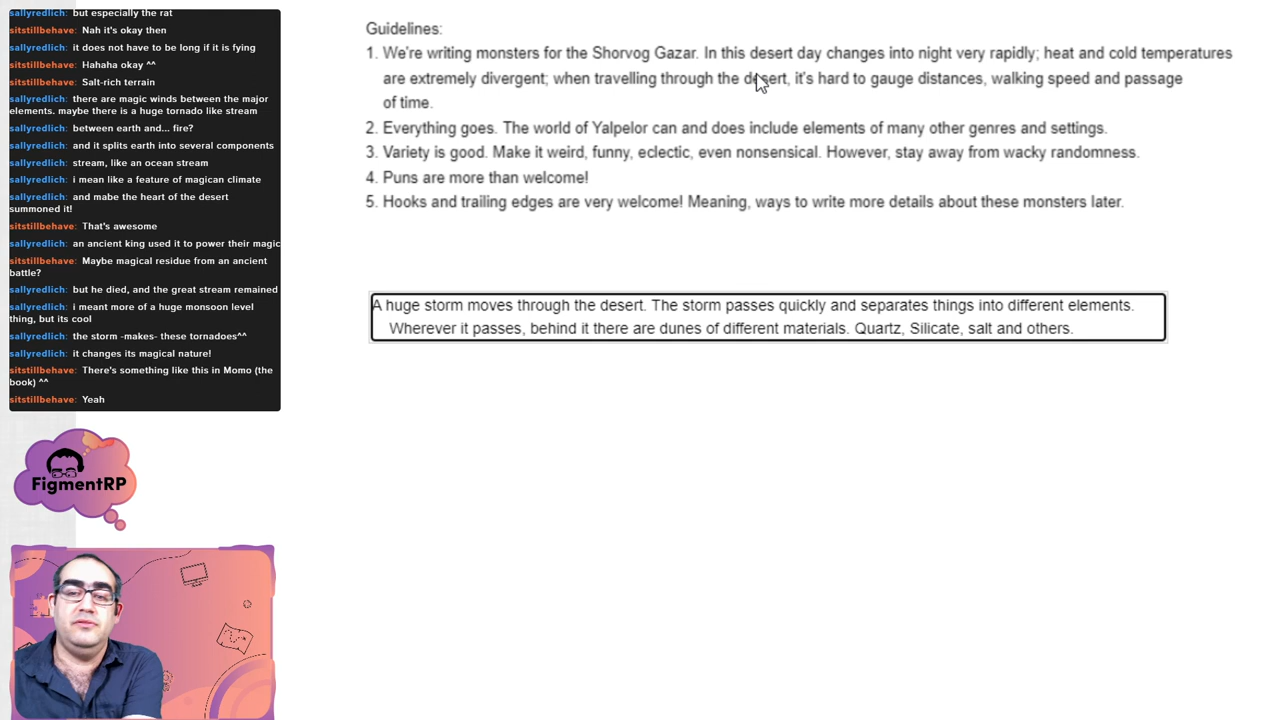 sallyredlich: but especially the rat
sitstillbehave: Nah it's okay then
sallyredlich: it does not have to be long if it is fying
sitstillbehave: Hahaha okay ^^
sitstillbehave: Salt-rich terrain
sallyredlich: there are magic winds between the major
elements. maybe there is a huge tornado like stream
sallyredlich: between earth and... fire?
sallyredlich: and it splits earth into several components
sallyredlich: stream, like an ocean stream
sallyredlich: i mean like a feature of magican climate
sallyredlich: and mabe the heart of the desert
summoned it!
sitstillbehave: That's awesome
sallyredlich: an ancient king used it to power their magic
sitstillbehave: Maybe magical residue from an ancient
battle?
sallyredlich: but he died, and the great stream remained
sallyredlich: i meant more of a huge monsoon level
thing, but its cool
sallyredlich: the storm -makes- these tornadoes^^
sallyredlich: it changes its magical nature!
sitstillbehave: There's something like this in Momo (the
book) ^^
sitstillbehave: Yeah
FigmentRP
Guidelines:
1. We're writing monsters for the Shorvog Gazar. In this desert day changes into night very rapidly; heat and cold temperatures
are extremely divergent; when travelling through the desert, it's hard to gauge distances, walking speed and passage
of time.
2. Everything goes. The world of Yalpelor can and does include elements of many other genres and settings.
3. Variety is good. Make it weird, funny, eclectic, even nonsensical. However, stay away from wacky randomness.
4. Puns are more than welcome!
5. Hooks and trailing edges are very welcome! Meaning, ways to write more details about these monsters later.
A huge storm moves through the desert. The storm passes quickly and separates things into different elements.
Wherever it passes, behind it there are dunes of different materials. Quartz, Silicate, salt and others.